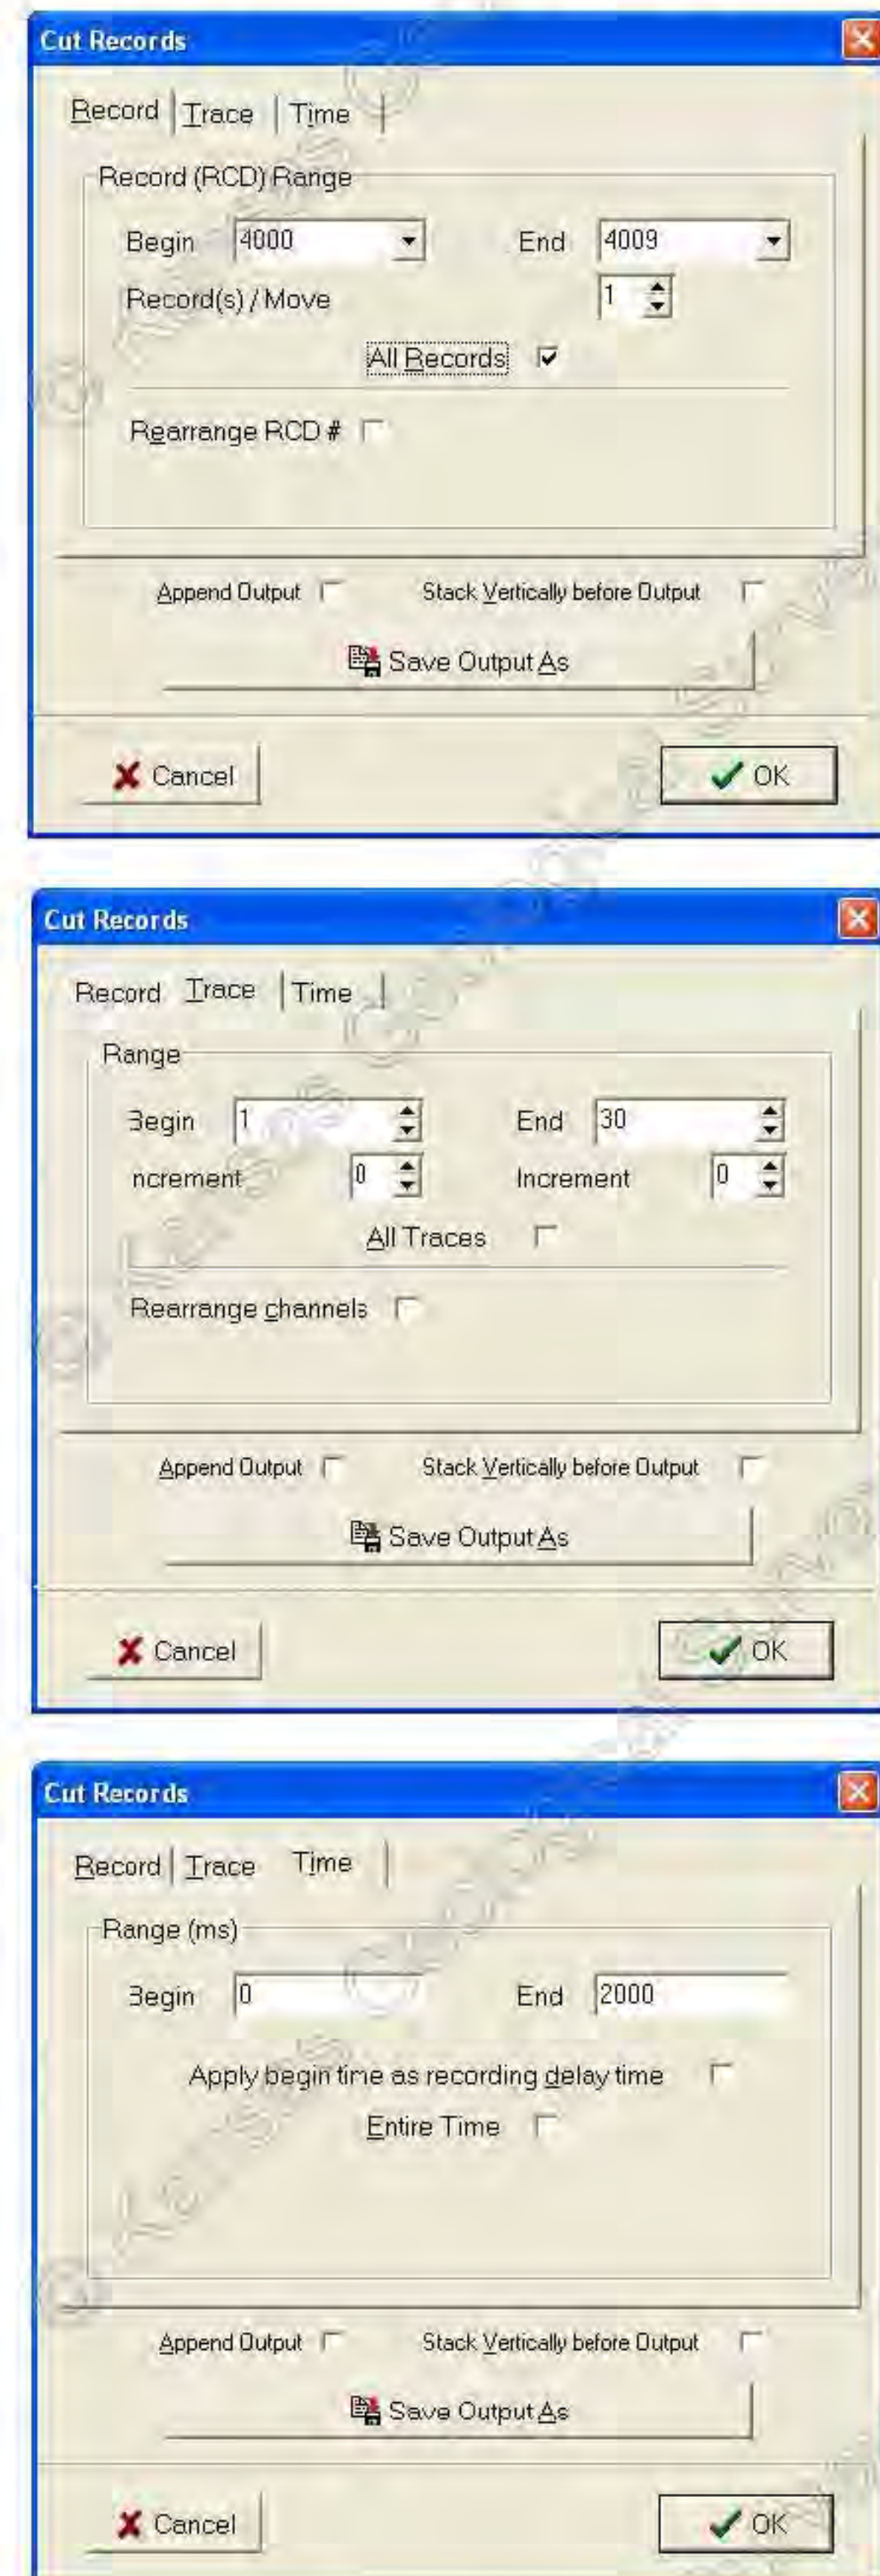 Cut Records
Record Trace Time
Record (RCD) Range
Begin 4000 End 4009
Record(s) / Move 1
All Records
Rearrange RCD #
Append Output Stack Vertically before Output
Save Output As
Cancel OK
Cut Records
Record Trace Time
Range
Begin 1 End 30
ncrement 0 Increment 0
All Traces
Rearrange channels
Append Output Stack Vertically before Output
Save Output As
Cancel OK
Cut Records
Record Trace Time
Range (ms)
Begin 0 End 2000
Apply begin time as recording delay time
Entire Time
Append Output Stack Vertically before Output
Save Output As
Cancel OK